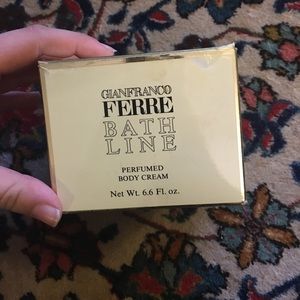 GIANFRANCO
FERRE
BATH
LINE
PERFUMED
BODY CREAM
Net Wt. 6.6 Fl. oz.